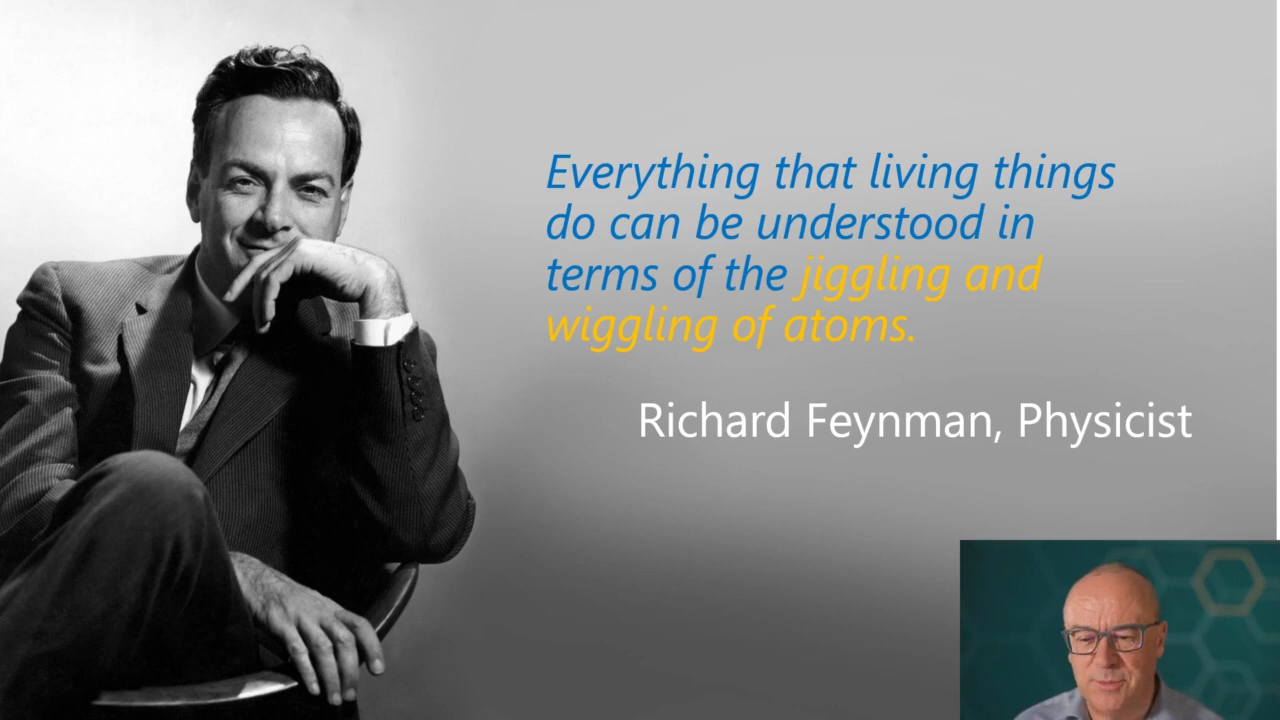 Everything that living things
do can be understood in
terms of the jiggling and
wiggling of atoms.
Richard Feynman, Physicist